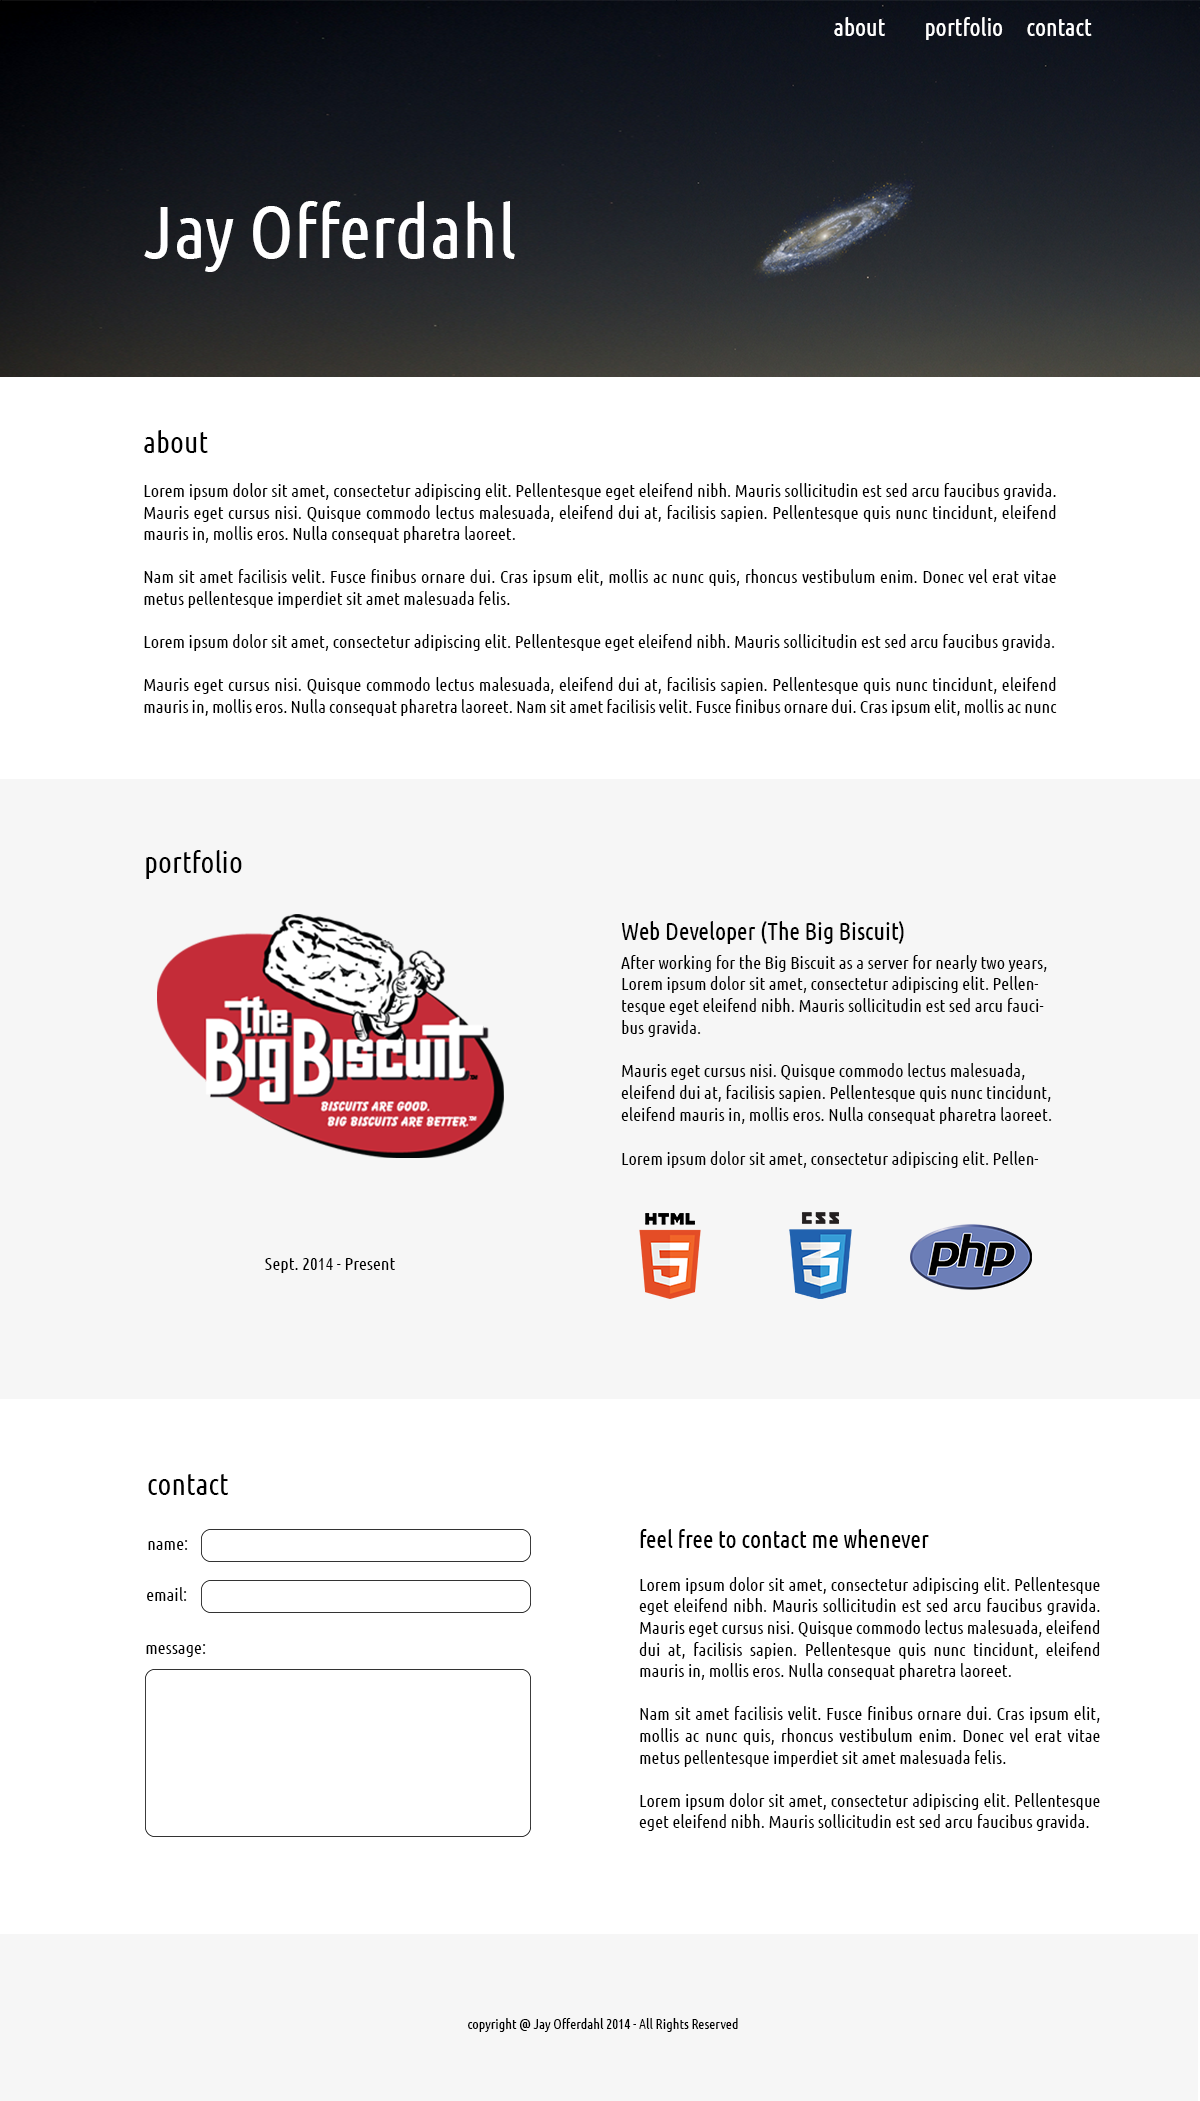 about portfolio contact
Jay Offerdahl
about
Lorem ipsum dolor sit amet, consectetur adipiscing elit. Pellentesque eget eleifend nibh. Mauris sollicitudin est sed arcu faucibus gravida.
Mauris eget cursus nisi. Quisque commodo lectus malesuada, eleifend dui at, facilisis sapien. Pellentesque quis nunc tincidunt, eleifend
mauris in, mollis eros. Nulla consequat pharetra laoreet.
Nam sit amet facilisis velit. Fusce finibus ornare dui. Cras ipsum elit, mollis ac nunc quis, rhoncus vestibulum enim. Donec vel erat vitae
metus pellentesque imperdiet sit amet malesuada felis.
Lorem ipsum dolor sit amet, consectetur adipiscing elit. Pellentesque eget eleifend nibh. Mauris sollicitudin est sed arcu faucibus gravida.
Mauris eget cursus nisi. Quisque commodo lectus malesuada, eleifend dui at, facilisis sapien. Pellentesque quis nunc tincidunt, eleifend
mauris in, mollis eros. Nulla consequat pharetra laoreet. Nam sit amet facilisis velit. Fusce finibus ornare dui. Cras ipsum elit, mollis ac nunc
portfolio
the
Big Biscuit™
BISCUITS ARE GOOD.
BIG BISCUITS ARE BETTER.™
Sept. 2014 - Present
Web Developer (The Big Biscuit)
After working for the Big Biscuit as a server for nearly two years,
Lorem ipsum dolor sit amet, consectetur adipiscing elit. Pellen-
tesque eget eleifend nibh. Mauris sollicitudin est sed arcu fauci-
bus gravida.
Mauris eget cursus nisi. Quisque commodo lectus malesuada,
eleifend dui at, facilisis sapien. Pellentesque quis nunc tincidunt,
eleifend mauris in, mollis eros. Nulla consequat pharetra laoreet.
Lorem ipsum dolor sit amet, consectetur adipiscing elit. Pellen-
HTML CSS
5 3 php
contact
name:
email:
message:
feel free to contact me whenever
Lorem ipsum dolor sit amet, consectetur adipiscing elit. Pellentesque
eget eleifend nibh. Mauris sollicitudin est sed arcu faucibus gravida.
Mauris eget cursus nisi. Quisque commodo lectus malesuada, eleifend
dui at, facilisis sapien. Pellentesque quis nunc tincidunt, eleifend
mauris in, mollis eros. Nulla consequat pharetra laoreet.
Nam sit amet facilisis velit. Fusce finibus ornare dui. Cras ipsum elit,
mollis ac nunc quis, rhoncus vestibulum enim. Donec vel erat vitae
metus pellentesque imperdiet sit amet malesuada felis.
Lorem ipsum dolor sit amet, consectetur adipiscing elit. Pellentesque
eget eleifend nibh. Mauris sollicitudin est sed arcu faucibus gravida.
copyright @ Jay Offerdahl 2014 - All Rights Reserved